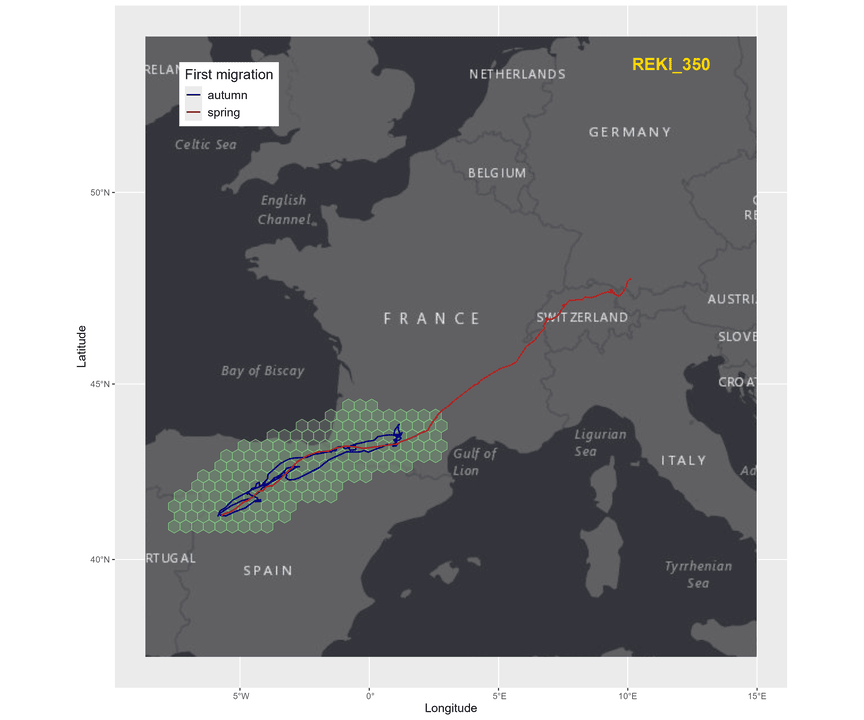 REKI_350
First migration
autumn
spring
RELAN
NETHERLANDS
GERMANY
Celtic Sea
BELGIUM
English
Channel
C
RE
FRANCE
SWITZERLAND
AUSTRI
SLOVE
Bay of Biscay
CROAT
Gulf of
Lion
Ligurian
Sea
ITALY
Ad
RTUGAL
SPAIN
Tyrrhenian
Sea
50°N
45°N
40°N
Latitude
5°W
0°
5°E
10°E
15°E
Longitude